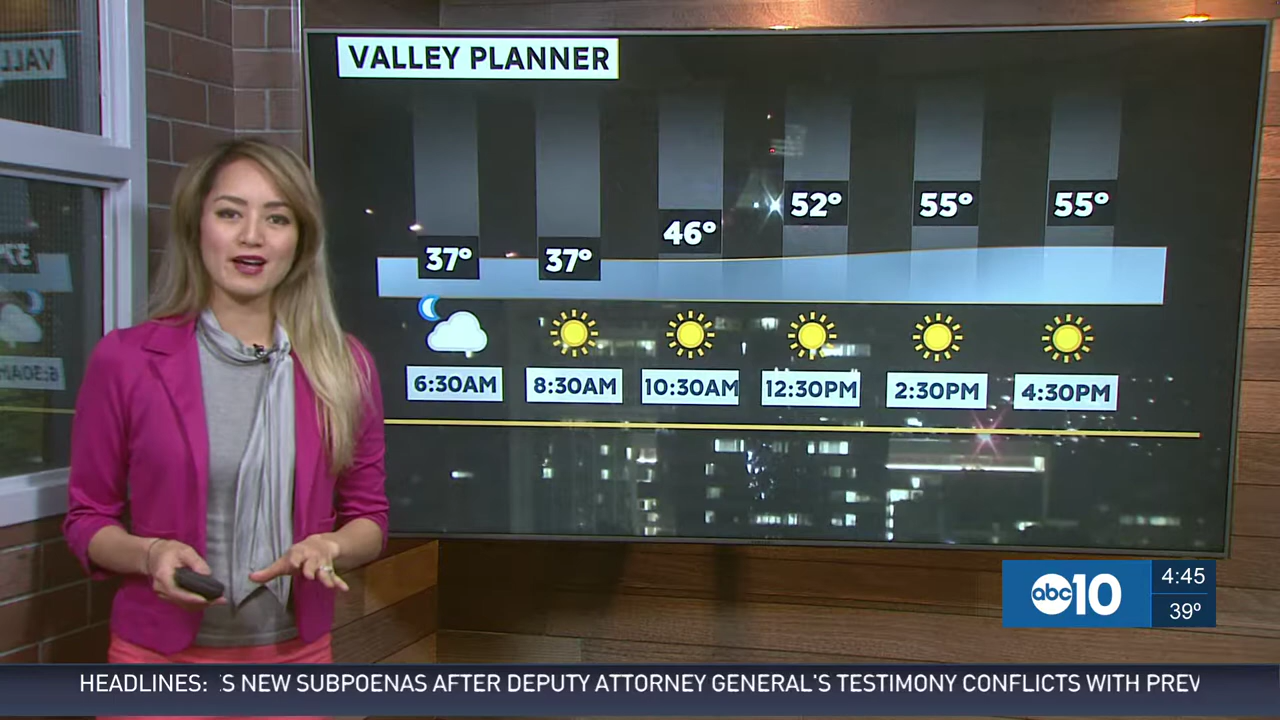 VALLEY PLANNER
37° 37° 46° 52° 55° 55°
6:30AM 8:30AM 10:30AM 12:30PM 2:30PM 4:30PM
abc10 4:45
39°
HEADLINES: S NEW SUBPOENAS AFTER DEPUTY ATTORNEY GENERAL'S TESTIMONY CONFLICTS WITH PREV